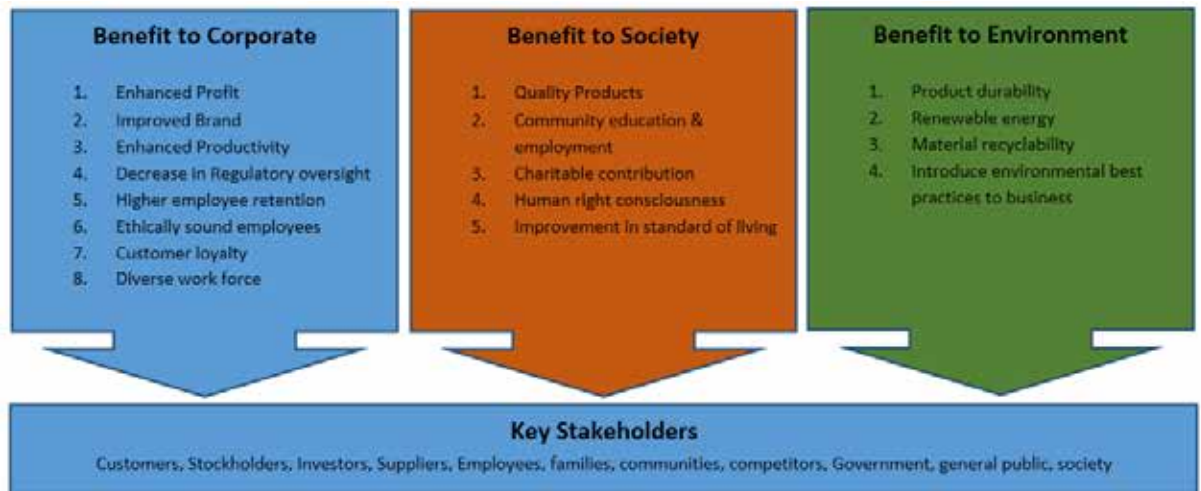 Benefit to Corporate
1. Enhanced Profit
2. Improved Brand
3. Enhanced Productivity
4. Decrease in Regulatory oversight
5. Higher employee retention
6. Ethically sound employees
7. Customer loyalty
8. Diverse work force
Benefit to Society
1. Quality Products
2. Community education &
employment
3. Charitable contribution
4. Human right consciousness
5. Improvement in standard of living
Benefit to Environment
1. Product durability
2. Renewable energy
3. Material recyclability
4. Introduce environmental best
practices to business
Key Stakeholders
Customers, Stockholders, Investors, Suppliers, Employees, families, communities, competitors, Government, general public, society